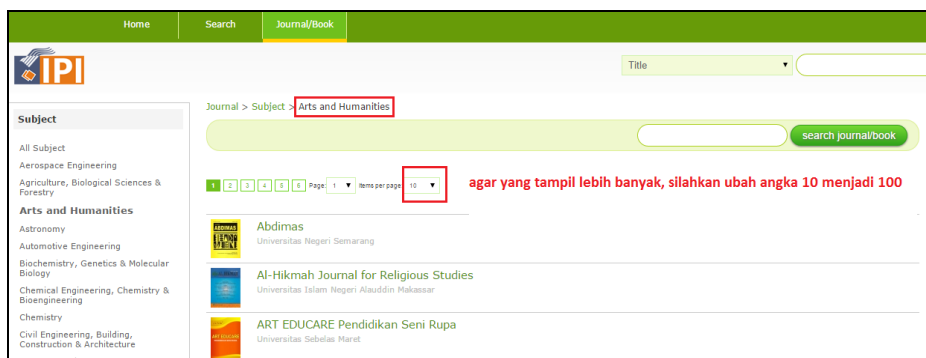 Home Search Journal/Book
IPI
Title
Journal > Subject > Arts and Humanities
search journal/book
Subject
All Subject
Aerospace Engineering
Agriculture, Biological Sciences &
Forestry
Arts and Humanities
Astronomy
Automotive Engineering
Biochemistry, Genetics & Molecular
Biology
Chemical Engineering, Chemistry &
Bioengineering
Chemistry
Civil Engineering, Building,
Construction & Architecture
1 2 3 4 5 6 Page: 1 Items per page: 10
agar yang tampil lebih banyak, silahkan ubah angka 10 menjadi 100
ABDIMAS
Abdimas
Universitas Negeri Semarang
Al-Hikmah Journal for Religious Studies
Universitas Islam Negeri Alauddin Makassar
ART EDUCARE
ART EDUCARE Pendidikan Seni Rupa
Universitas Sebelas Maret